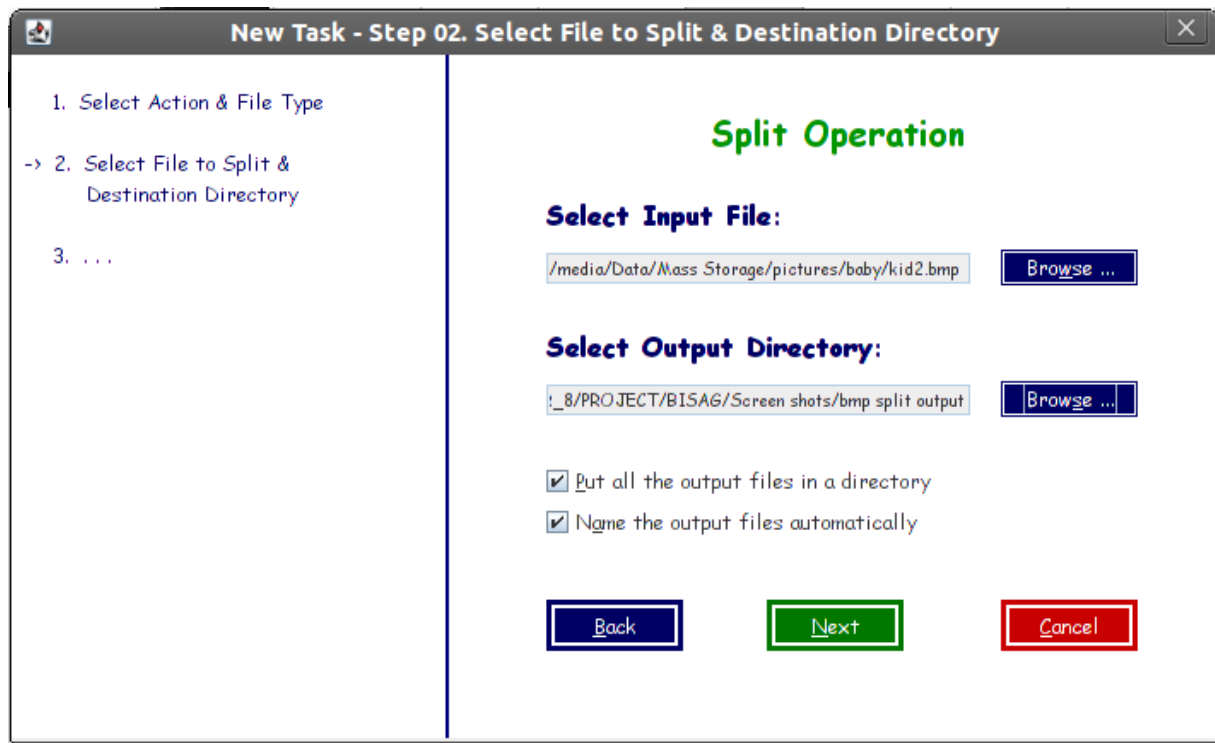 New Task - Step 02. Select File to Split & Destination Directory
1. Select Action & File Type
-> 2. Select File to Split &
Destination Directory
3. . . .
Split Operation
Select Input File:
/media/Data/Mass Storage/pictures/baby/kid2.bmp
Browse ...
Select Output Directory:
_8/PROJECT/BISAG/Screen shots/bmp split output
Browse ...
Put all the output files in a directory
Name the output files automatically
Back
Next
Cancel